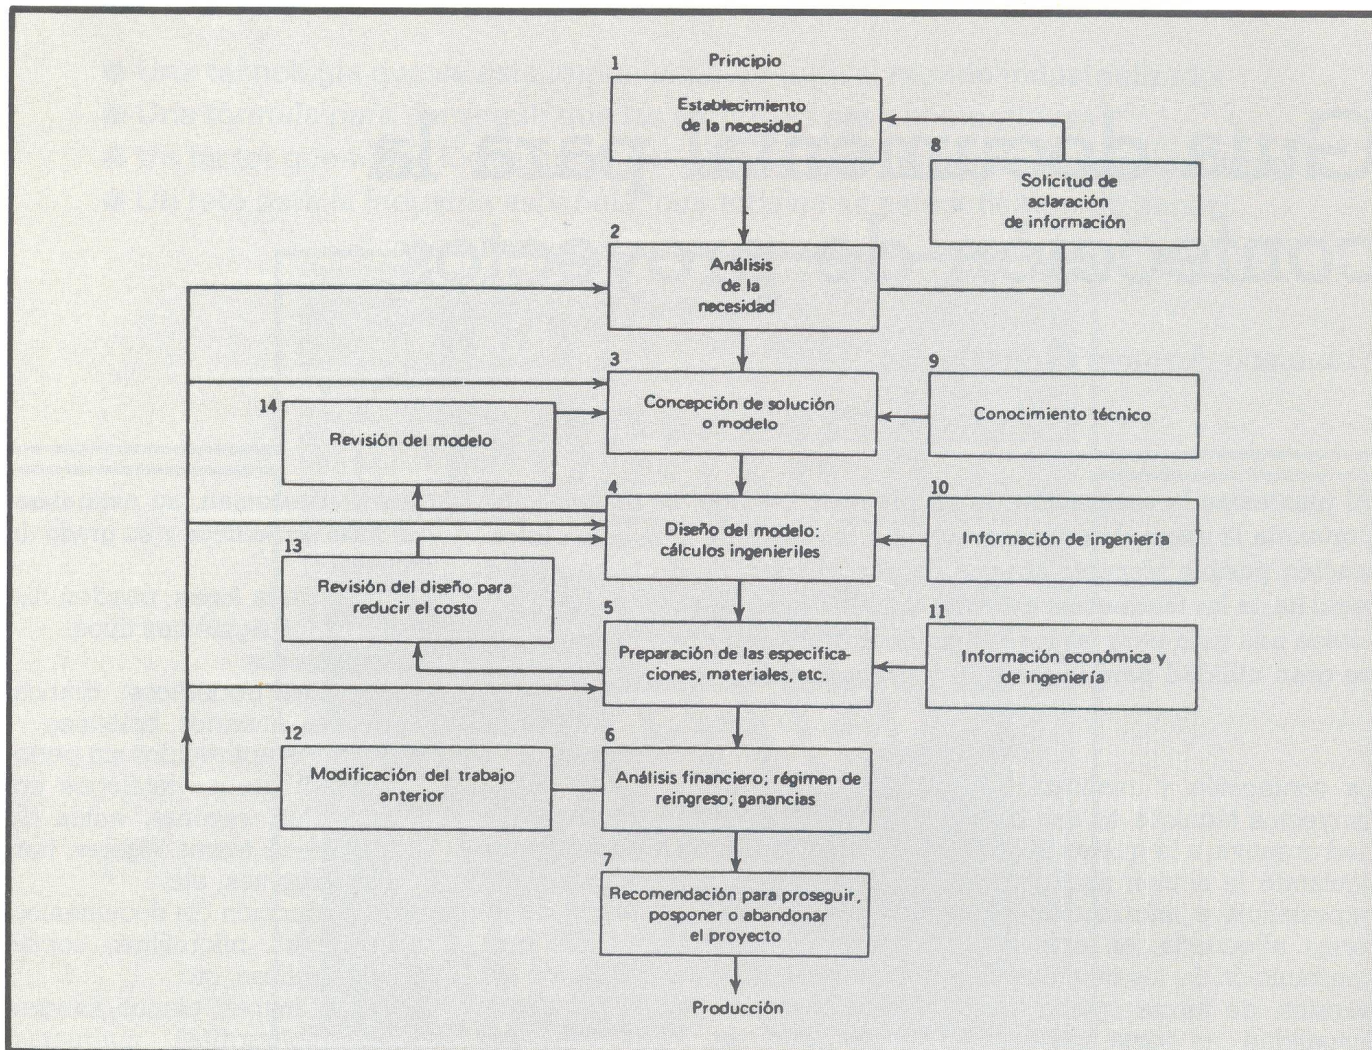 1
Principio
Establecimiento
de la necesidad
8
Solicitud de
aclaración
de información
2
Análisis
de la
necesidad
3
Concepción de solución
o modelo
9
Conocimiento técnico
14
Revisión del modelo
4
Diseño del modelo:
cálculos ingenieriles
10
Información de ingeniería
13
Revisión del diseño para
reducir el costo
5
Preparación de las especifica-
ciones, materiales, etc.
11
Información económica y
de ingeniería
12
Modificación del trabajo
anterior
6
Análisis financiero; régimen de
reingreso; ganancias
7
Recomendación para proseguir,
posponer o abandonar
el proyecto
Producción